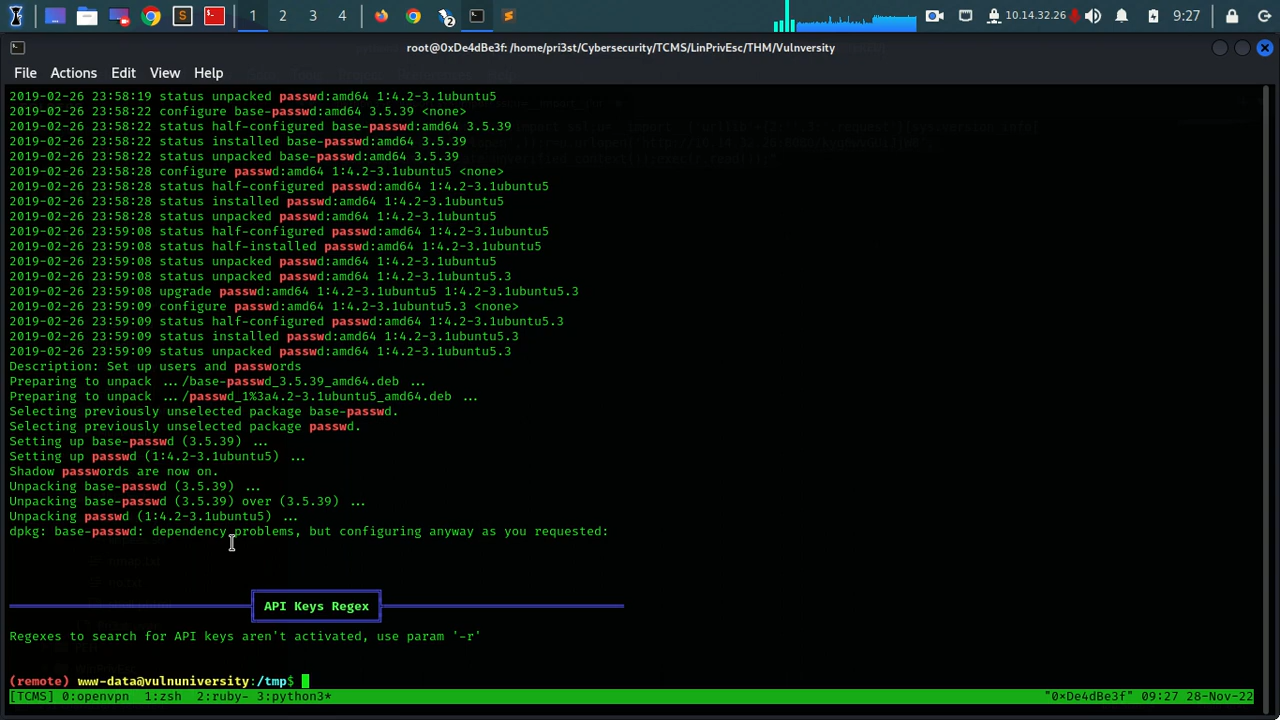 1 2 3 4 10.14.32.26 9:27
root@0xDe4dBe3f: /home/pri3st/Cybersecurity/TCMS/LinPrivEsc/THM/Vulnversity
File Actions Edit View Help
2019-02-26 23:58:19 status unpacked passwd:amd64 1:4.2-3.1ubuntu5
2019-02-26 23:58:22 configure base-passwd:amd64 3.5.39 <none>
2019-02-26 23:58:22 status half-configured base-passwd:amd64 3.5.39
2019-02-26 23:58:22 status installed base-passwd:amd64 3.5.39
2019-02-26 23:58:22 status unpacked base-passwd:amd64 3.5.39
2019-02-26 23:58:28 configure passwd:amd64 1:4.2-3.1ubuntu5 <none>
2019-02-26 23:58:28 status half-configured passwd:amd64 1:4.2-3.1ubuntu5
2019-02-26 23:58:28 status installed passwd:amd64 1:4.2-3.1ubuntu5
2019-02-26 23:58:28 status unpacked passwd:amd64 1:4.2-3.1ubuntu5
2019-02-26 23:59:08 status half-configured passwd:amd64 1:4.2-3.1ubuntu5
2019-02-26 23:59:08 status half-installed passwd:amd64 1:4.2-3.1ubuntu5
2019-02-26 23:59:08 status unpacked passwd:amd64 1:4.2-3.1ubuntu5
2019-02-26 23:59:08 status unpacked passwd:amd64 1:4.2-3.1ubuntu5.3
2019-02-26 23:59:08 upgrade passwd:amd64 1:4.2-3.1ubuntu5 1:4.2-3.1ubuntu5.3
2019-02-26 23:59:09 configure passwd:amd64 1:4.2-3.1ubuntu5.3 <none>
2019-02-26 23:59:09 status half-configured passwd:amd64 1:4.2-3.1ubuntu5.3
2019-02-26 23:59:09 status installed passwd:amd64 1:4.2-3.1ubuntu5.3
2019-02-26 23:59:09 status unpacked passwd:amd64 1:4.2-3.1ubuntu5.3
Description: Set up users and passwords
Preparing to unpack .../base-passwd_3.5.39_amd64.deb ...
Preparing to unpack .../passwd_1%3a4.2-3.1ubuntu5_amd64.deb ...
Selecting previously unselected package base-passwd.
Selecting previously unselected package passwd.
Setting up base-passwd (3.5.39) ...
Setting up passwd (1:4.2-3.1ubuntu5) ...
Shadow passwords are now on.
Unpacking base-passwd (3.5.39) ...
Unpacking base-passwd (3.5.39) over (3.5.39) ...
Unpacking passwd (1:4.2-3.1ubuntu5) ...
dpkg: base-passwd: dependency problems, but configuring anyway as you requested:
API Keys Regex
Regexes to search for API keys aren't activated, use param '-r'
(remote) www-data@vulnuniversity:/tmp$
[TCMS] 0:openvpn 1:zsh 2:ruby- 3:python3* "0xDe4dBe3f" 09:27 28-Nov-22